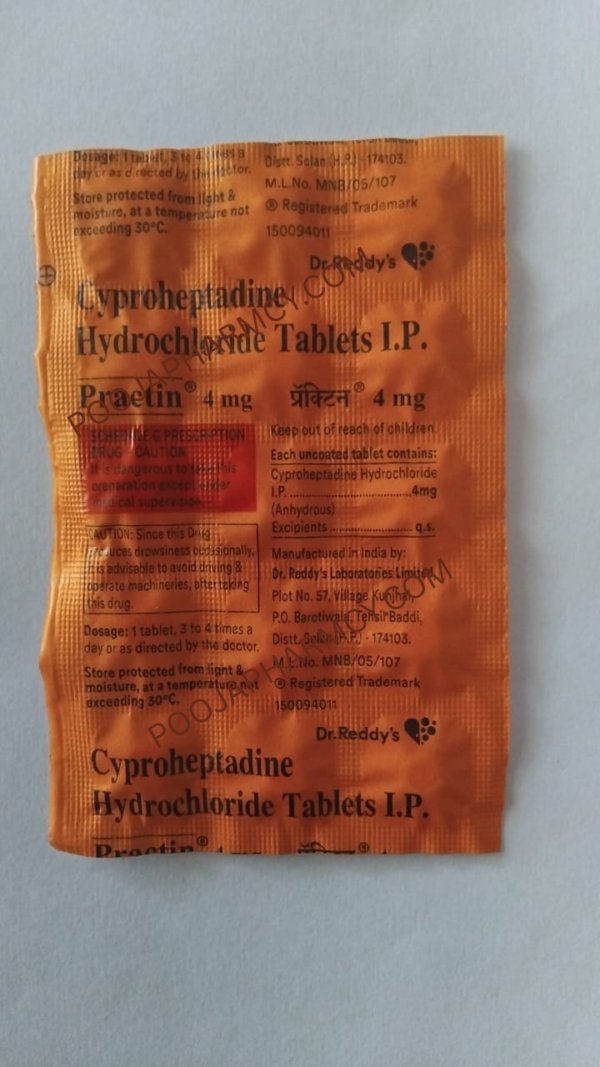 Dosage: 1 tablet, 3 to 4 times a
day or as directed by the doctor.
Store protected from light &
moisture, at a temperature not
exceeding 30°C.
Distt. Solan (H.P.) - 174103.
M.L.No. MNB/05/107
® Registered Trademark
150094011
Dr.Reddy's
Cyproheptadine
Hydrochloride Tablets I.P.
Practin® 4 mg प्रॅक्टिन® 4 mg
SCHEDULE G PRESCRIPTION
DRUG - CAUTION
It is dangerous to take this
preparation except under
medical supervision.
CAUTION: Since this Drug
produces drowsiness occasionally,
it is advisable to avoid driving &
operate machineries, after taking
this drug.
Dosage: 1 tablet, 3 to 4 times a
day or as directed by the doctor.
Store protected from light &
moisture, at a temperature not
exceeding 30°C.
Keep out of reach of children.
Each uncoated tablet contains:
Cyproheptadine Hydrochloride
I.P. ................................4mg
(Anhydrous)
Excipients ..................... q.s.
Manufactured in India by:
Dr. Reddy's Laboratories Limited,
Plot No. 57, Village Kunjhal,
P.O. Barotiwala, Tehsil Baddi,
Distt. Solan (H.P.) - 174103.
M.L.No. MNB/05/107
® Registered Trademark
150094011
Dr.Reddy's
Cyproheptadine
Hydrochloride Tablets I.P.
Practin®
POOJAPHARMCY.COM
POOJAPHARMCY.COM